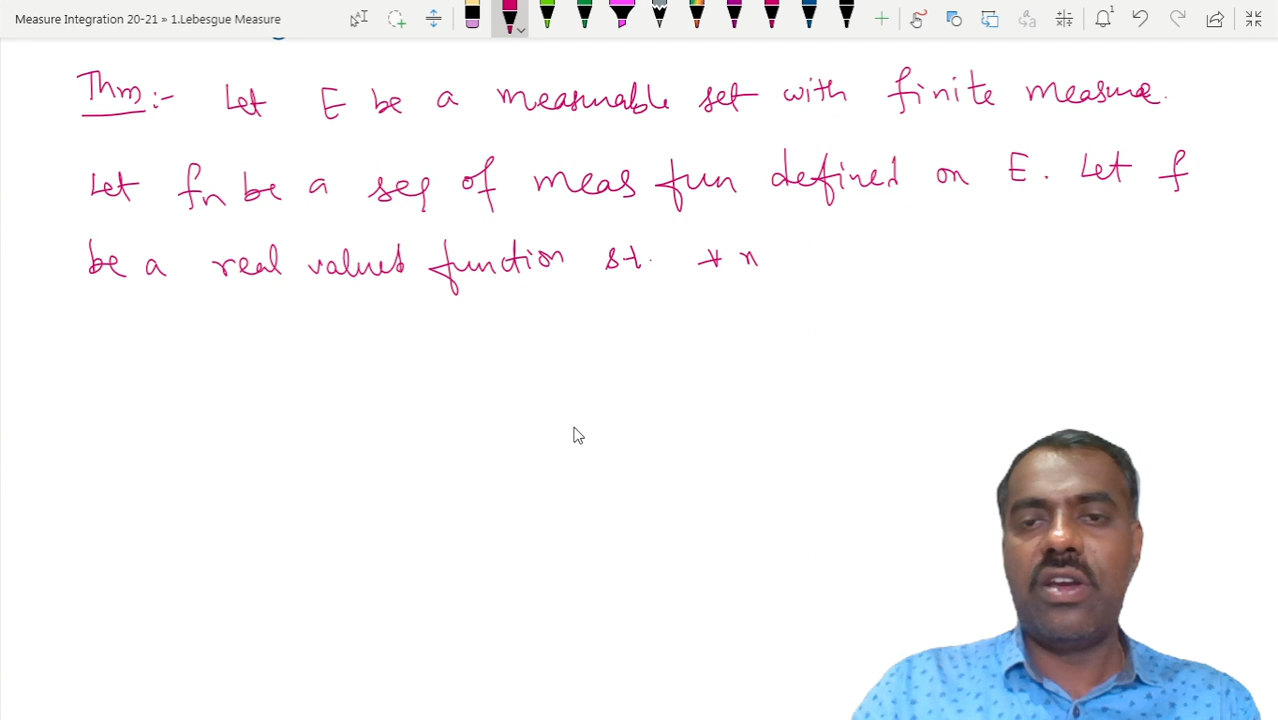 Measure Integration 20-21 » 1.Lebesgue Measure
Thm:- Let E be a measurable set with finite measure.
Let fn be a seq of meas fun defined on E. Let f
be a real valued function s.t. ∀ x